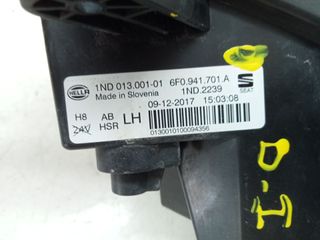 HELLA
1ND 013.001-01 6F0.941.701.A
Made in Slovenia 1ND.2239
SEAT
09-12-2017 15:03:08
H8 AB LH
24V HSR
0130010100094356
I-0